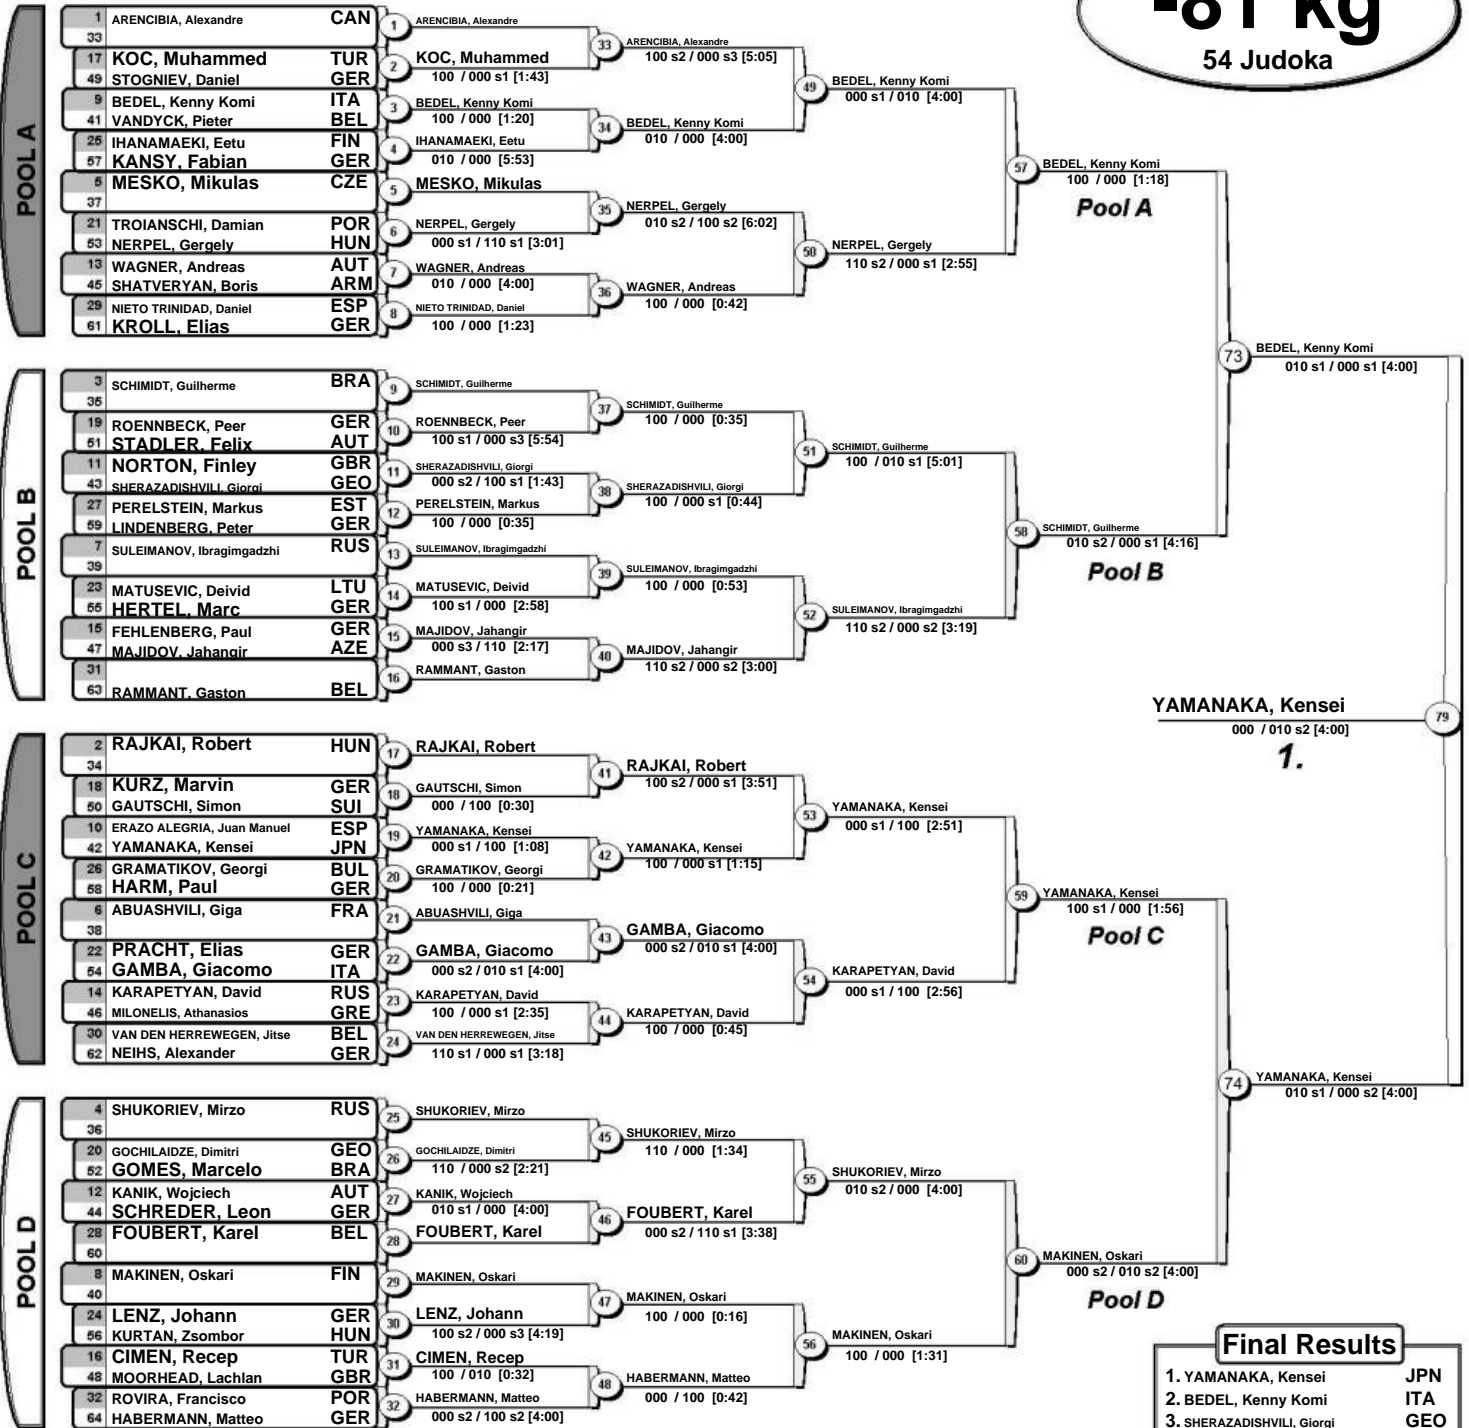 -81 kg
54 Judoka
POOL A
1 ARENCIBIA, Alexandre CAN
33
17 KOC, Muhammed TUR
49 STOGNIEV, Daniel GER
9 BEDEL, Kenny Komi ITA
41 VANDYCK, Pieter BEL
25 IHANAMAEKI, Eetu FIN
57 KANSY, Fabian GER
5 MESKO, Mikulas CZE
37
21 TROIANSCHI, Damian POR
53 NERPEL, Gergely HUN
13 WAGNER, Andreas AUT
45 SHATVERYAN, Boris ARM
29 NIETO TRINIDAD, Daniel ESP
61 KROLL, Elias GER
1 ARENCIBIA, Alexandre
2 KOC, Muhammed
100 / 000 s1 [1:43]
3 BEDEL, Kenny Komi
100 / 000 [1:20]
4 IHANAMAEKI, Eetu
010 / 000 [5:53]
5 MESKO, Mikulas
6 NERPEL, Gergely
000 s1 / 110 s1 [3:01]
7 WAGNER, Andreas
010 / 000 [4:00]
8 NIETO TRINIDAD, Daniel
100 / 000 [1:23]
33 ARENCIBIA, Alexandre
100 s2 / 000 s3 [5:05]
34 BEDEL, Kenny Komi
010 / 000 [4:00]
35 NERPEL, Gergely
010 s2 / 100 s2 [6:02]
36 WAGNER, Andreas
100 / 000 [0:42]
49 BEDEL, Kenny Komi
000 s1 / 010 [4:00]
50 NERPEL, Gergely
110 s2 / 000 s1 [2:55]
57 BEDEL, Kenny Komi
100 / 000 [1:18]
Pool A
POOL B
3 SCHIMIDT, Guilherme BRA
35
19 ROENNBECK, Peer GER
51 STADLER, Felix AUT
11 NORTON, Finley GBR
43 SHERAZADISHVILI, Giorgi GEO
27 PERELSTEIN, Markus EST
59 LINDENBERG, Peter GER
7 SULEIMANOV, Ibragimgadzhi RUS
39
23 MATUSEVIC, Deivid LTU
55 HERTEL, Marc GER
15 FEHLENBERG, Paul GER
47 MAJIDOV, Jahangir AZE
31
63 RAMMANT, Gaston BEL
9 SCHIMIDT, Guilherme
10 ROENNBECK, Peer
100 s1 / 000 s3 [5:54]
11 SHERAZADISHVILI, Giorgi
000 s2 / 100 s1 [1:43]
12 PERELSTEIN, Markus
100 / 000 [0:35]
13 SULEIMANOV, Ibragimgadzhi
14 MATUSEVIC, Deivid
100 s1 / 000 [2:58]
15 MAJIDOV, Jahangir
000 s3 / 110 [2:17]
16 RAMMANT, Gaston
37 SCHIMIDT, Guilherme
100 / 000 [0:35]
38 SHERAZADISHVILI, Giorgi
100 / 000 s1 [0:44]
39 SULEIMANOV, Ibragimgadzhi
100 / 000 [0:53]
40 MAJIDOV, Jahangir
110 s2 / 000 s2 [3:00]
51 SCHIMIDT, Guilherme
100 / 010 s1 [5:01]
52 SULEIMANOV, Ibragimgadzhi
110 s2 / 000 s2 [3:19]
58 SCHIMIDT, Guilherme
010 s2 / 000 s1 [4:16]
Pool B
73 BEDEL, Kenny Komi
010 s1 / 000 s1 [4:00]
YAMANAKA, Kensei 79
000 / 010 s2 [4:00]
1.
POOL C
2 RAJKAI, Robert HUN
34
18 KURZ, Marvin GER
50 GAUTSCHI, Simon SUI
10 ERAZO ALEGRIA, Juan Manuel ESP
42 YAMANAKA, Kensei JPN
26 GRAMATIKOV, Georgi BUL
58 HARM, Paul GER
6 ABUASHVILI, Giga FRA
38
22 PRACHT, Elias GER
54 GAMBA, Giacomo ITA
14 KARAPETYAN, David RUS
46 MILONELIS, Athanasios GRE
30 VAN DEN HERREWEGEN, Jitse BEL
62 NEIHS, Alexander GER
17 RAJKAI, Robert
18 GAUTSCHI, Simon
000 / 100 [0:30]
19 YAMANAKA, Kensei
000 s1 / 100 [1:08]
20 GRAMATIKOV, Georgi
100 / 000 [0:21]
21 ABUASHVILI, Giga
22 GAMBA, Giacomo
000 s2 / 010 s1 [4:00]
23 KARAPETYAN, David
100 / 000 s1 [2:35]
24 VAN DEN HERREWEGEN, Jitse
110 s1 / 000 s1 [3:18]
41 RAJKAI, Robert
100 s2 / 000 s1 [3:51]
42 YAMANAKA, Kensei
100 / 000 s1 [1:15]
43 GAMBA, Giacomo
000 s2 / 010 s1 [4:00]
44 KARAPETYAN, David
100 / 000 [0:45]
53 YAMANAKA, Kensei
000 s1 / 100 [2:51]
54 KARAPETYAN, David
000 s1 / 100 [2:56]
59 YAMANAKA, Kensei
100 s1 / 000 [1:56]
Pool C
74 YAMANAKA, Kensei
010 s1 / 000 s2 [4:00]
POOL D
4 SHUKORIEV, Mirzo RUS
36
20 GOCHILAIDZE, Dimitri GEO
52 GOMES, Marcelo BRA
12 KANIK, Wojciech AUT
44 SCHREDER, Leon GER
28 FOUBERT, Karel BEL
60
8 MAKINEN, Oskari FIN
40
24 LENZ, Johann GER
56 KURTAN, Zsombor HUN
16 CIMEN, Recep TUR
48 MOORHEAD, Lachlan GBR
32 ROVIRA, Francisco POR
64 HABERMANN, Matteo GER
25 SHUKORIEV, Mirzo
26 GOCHILAIDZE, Dimitri
110 / 000 s2 [2:21]
27 KANIK, Wojciech
010 s1 / 000 [4:00]
28 FOUBERT, Karel
29 MAKINEN, Oskari
30 LENZ, Johann
100 s2 / 000 s3 [4:19]
31 CIMEN, Recep
100 / 010 [0:32]
32 HABERMANN, Matteo
000 s2 / 100 s2 [4:00]
45 SHUKORIEV, Mirzo
110 / 000 [1:34]
46 FOUBERT, Karel
000 s2 / 110 s1 [3:38]
47 MAKINEN, Oskari
100 / 000 [0:16]
48 HABERMANN, Matteo
000 / 100 [0:42]
55 SHUKORIEV, Mirzo
010 s2 / 000 [4:00]
56 MAKINEN, Oskari
100 / 000 [1:31]
60 MAKINEN, Oskari
000 s2 / 010 s2 [4:00]
Pool D
Final Results
1. YAMANAKA, Kensei JPN
2. BEDEL, Kenny Komi ITA
3. SHERAZADISHVILI, Giorgi GEO